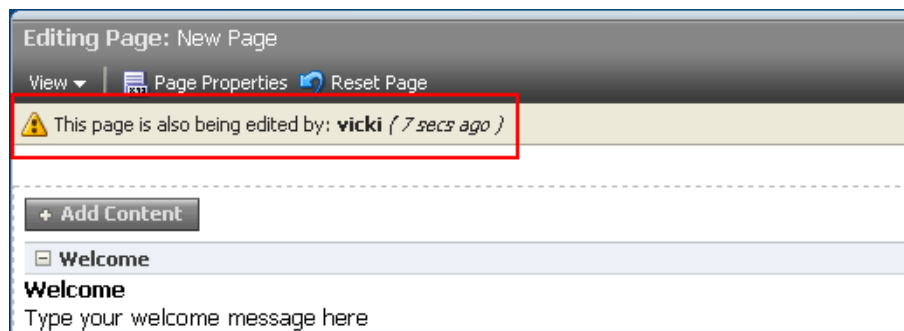 Editing Page: New Page
View Page Properties Reset Page
This page is also being edited by: vicki ( 7 secs ago )
+ Add Content
Welcome
Welcome
Type your welcome message here